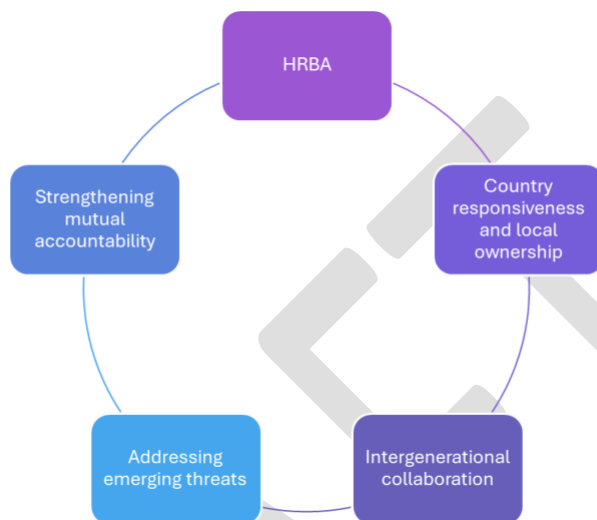 HRBA
Country
responsiveness
and local
ownership
Intergenerational
collaboration
Addressing
emerging threats
Strengthening
mutual
accountability